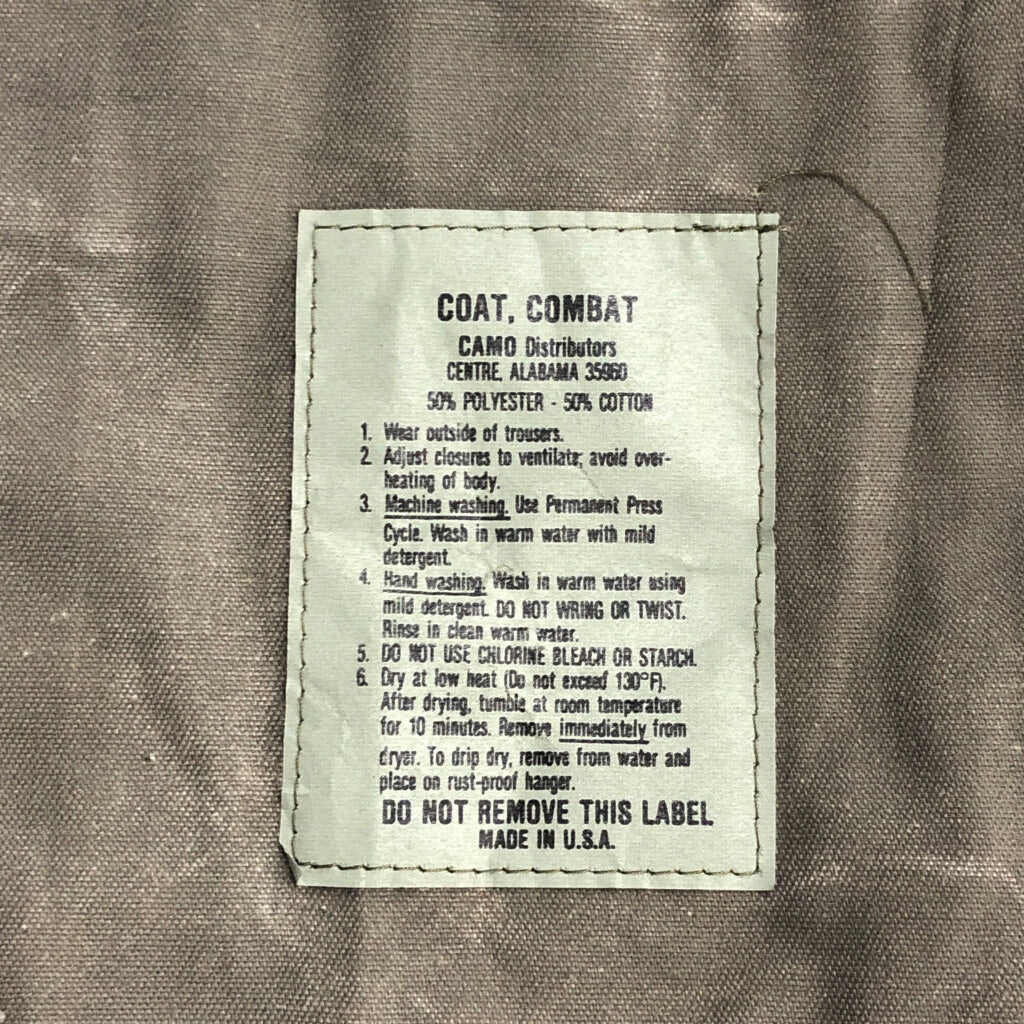 COAT, COMBAT
CAMO Distributors
CENTRE, ALABAMA 35960
50% POLYESTER - 50% COTTON
1. Wear outside of trousers.
2. Adjust closures to ventilate; avoid over-
heating of body.
3. Machine washing. Use Permanent Press
Cycle. Wash in warm water with mild
detergent.
4. Hand washing. Wash in warm water using
mild detergent. DO NOT WRING OR TWIST.
Rinse in clean warm water.
5. DO NOT USE CHLORINE BLEACH OR STARCH.
6. Dry at low heat (Do not exceed 130°F).
After drying, tumble at room temperature
for 10 minutes. Remove immediately from
dryer. To drip dry, remove from water and
place on rust-proof hanger.
DO NOT REMOVE THIS LABEL
MADE IN U.S.A.